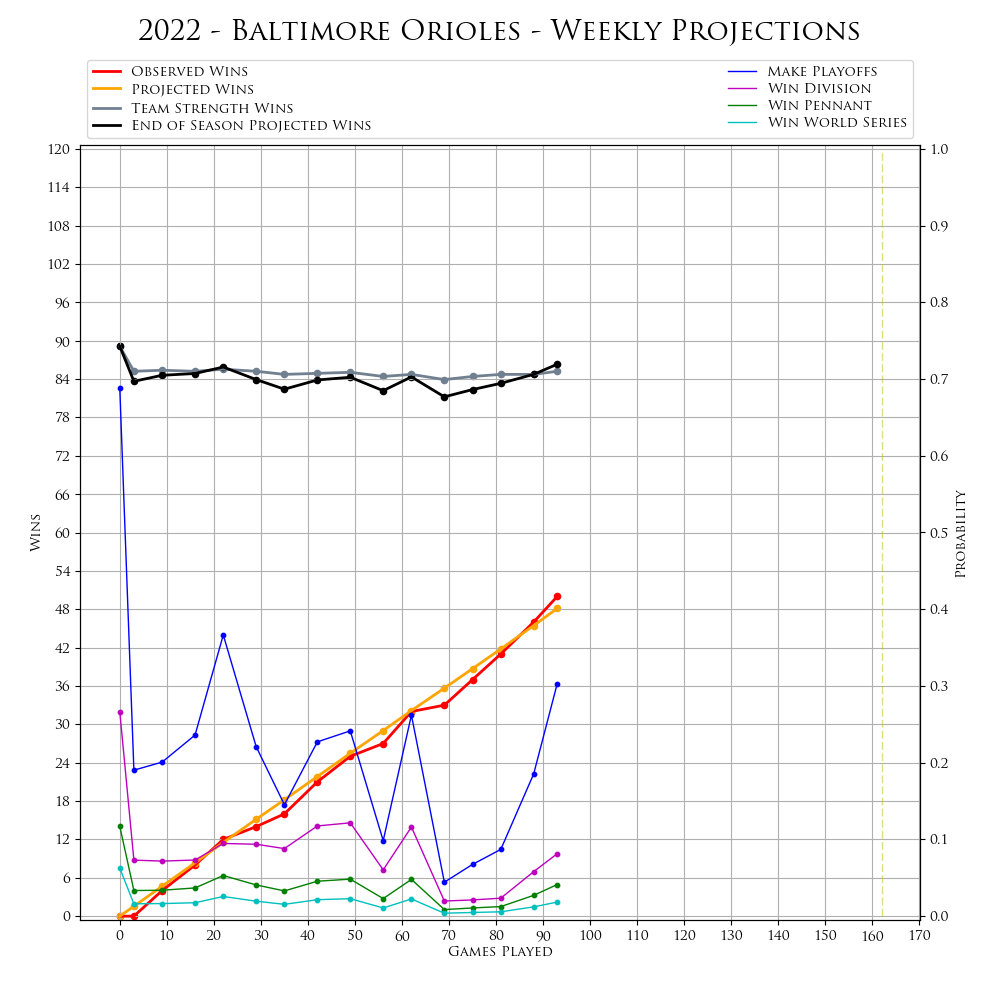 2022 - Baltimore Orioles - Weekly Projections
Observed Wins
Projected Wins
Team Strength Wins
End of Season Projected Wins
Make Playoffs
Win Division
Win Pennant
Win World Series
120
114
108
102
96
90
84
78
72
66
60
54
48
42
36
30
24
18
12
6
0
Wins
1.0
0.9
0.8
0.7
0.6
0.5
0.4
0.3
0.2
0.1
0.0
Probability
0 10 20 30 40 50 60 70 80 90 100 110 120 130 140 150 160 170
Games Played